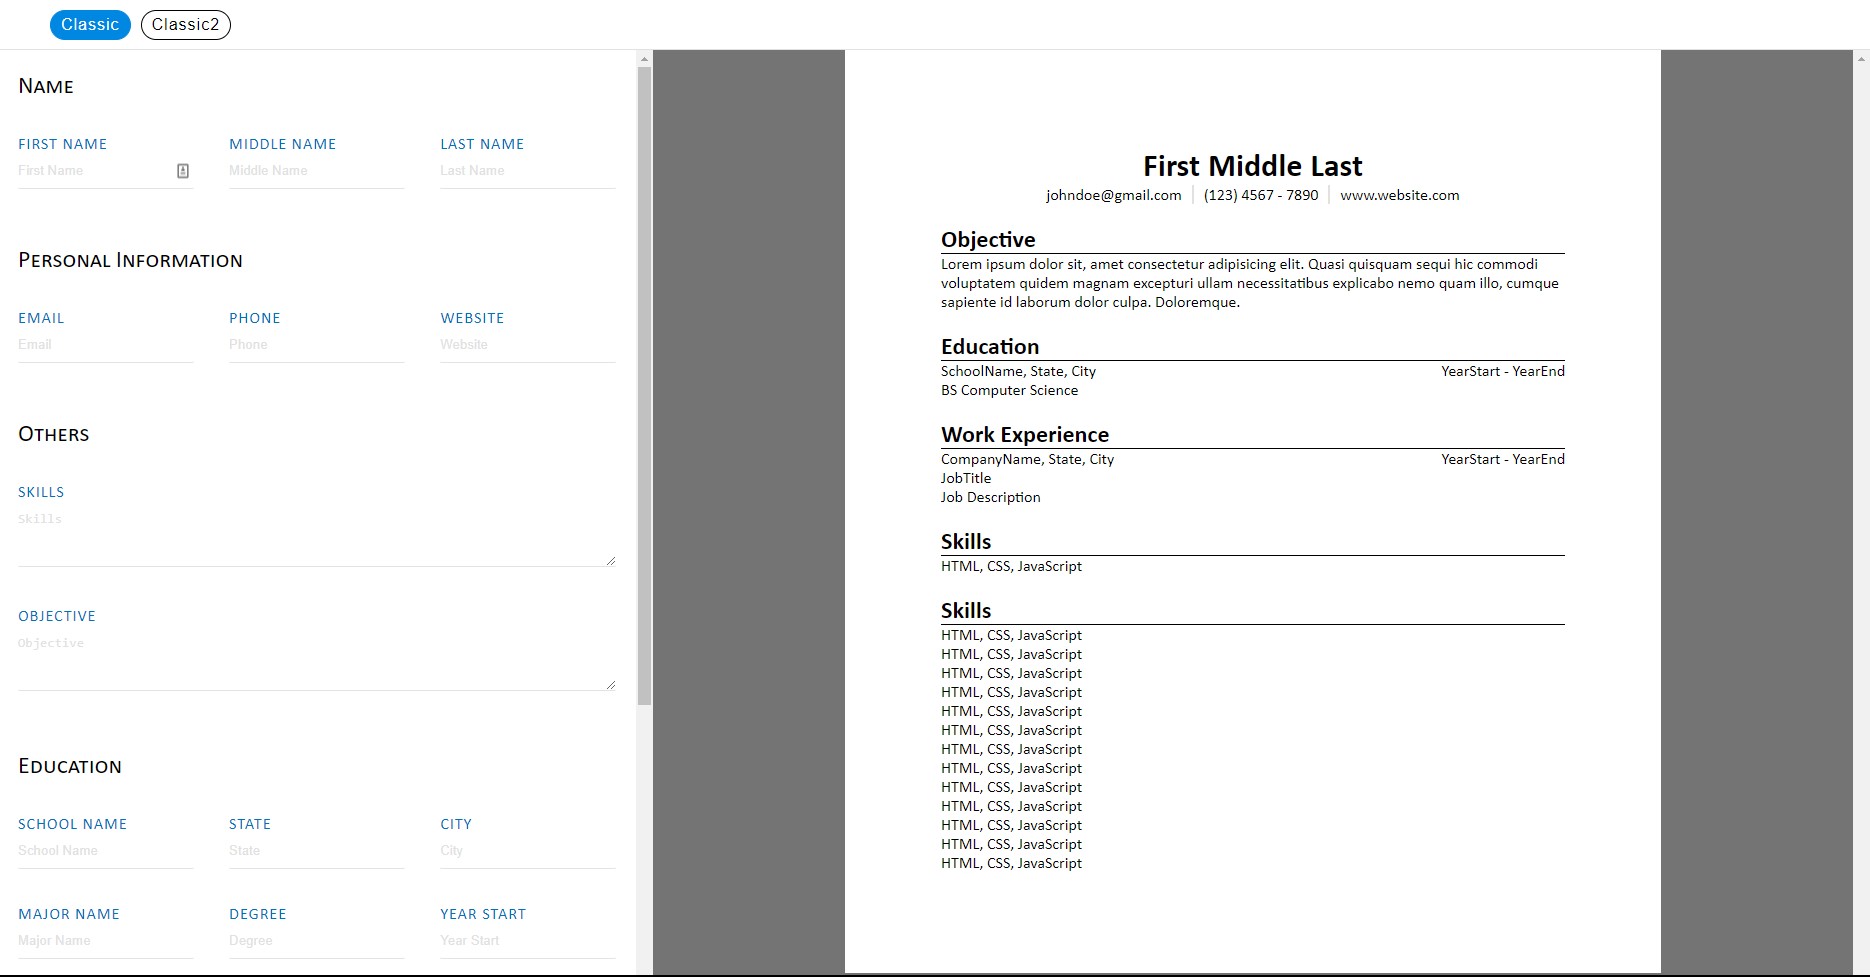 Classic Classic2
Name
FIRST NAME MIDDLE NAME LAST NAME
First Name Middle Name Last Name
Personal Information
EMAIL PHONE WEBSITE
Email Phone Website
Others
SKILLS
Skills
OBJECTIVE
Objective
Education
SCHOOL NAME STATE CITY
School Name State City
MAJOR NAME DEGREE YEAR START
Major Name Degree Year Start
First Middle Last
johndoe@gmail.com (123) 4567 - 7890 www.website.com
Objective
Lorem ipsum dolor sit, amet consectetur adipisicing elit. Quasi quisquam sequi hic commodi
voluptatem quidem magnam excepturi ullam necessitatibus explicabo nemo quam illo, cumque
sapiente id laborum dolor culpa. Doloremque.
Education
SchoolName, State, City YearStart - YearEnd
BS Computer Science
Work Experience
CompanyName, State, City YearStart - YearEnd
JobTitle
Job Description
Skills
HTML, CSS, JavaScript
Skills
HTML, CSS, JavaScript
HTML, CSS, JavaScript
HTML, CSS, JavaScript
HTML, CSS, JavaScript
HTML, CSS, JavaScript
HTML, CSS, JavaScript
HTML, CSS, JavaScript
HTML, CSS, JavaScript
HTML, CSS, JavaScript
HTML, CSS, JavaScript
HTML, CSS, JavaScript
HTML, CSS, JavaScript
HTML, CSS, JavaScript